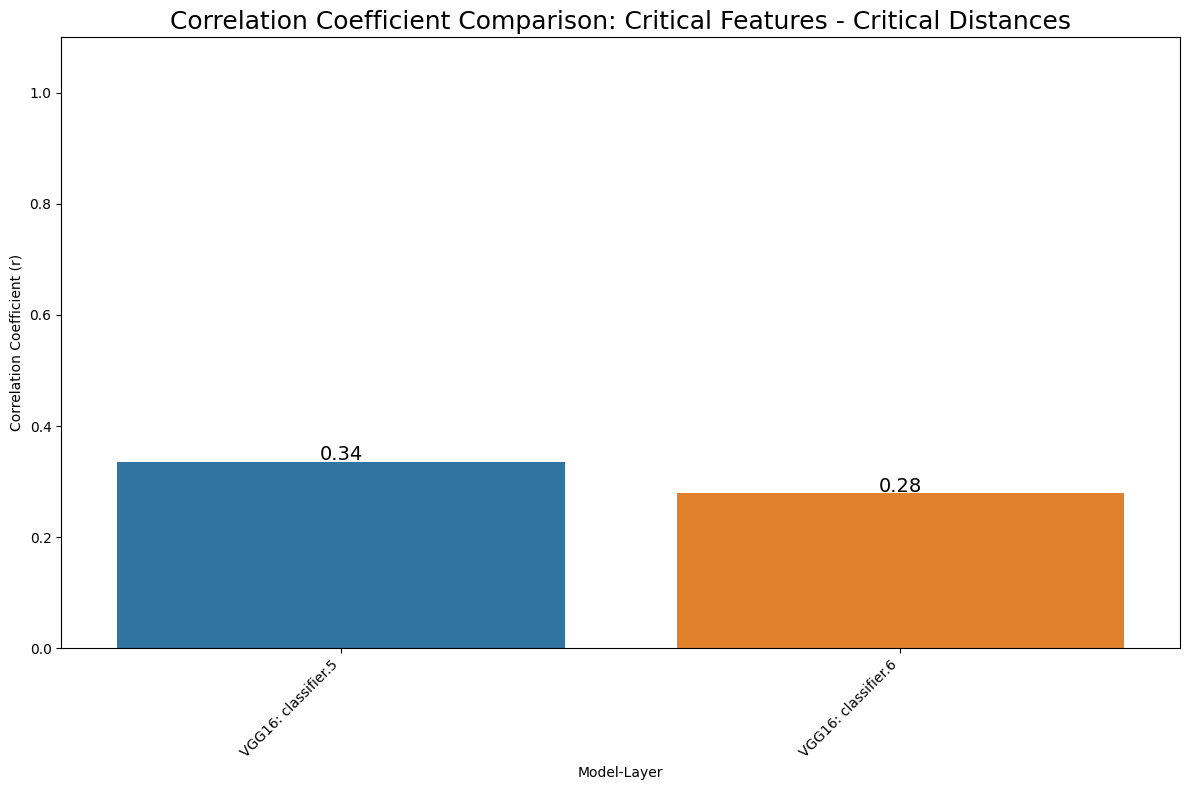 Correlation Coefficient Comparison: Critical Features - Critical Distances
1.0
0.8
0.6
0.4
0.2
0.0
Correlation Coefficient (r)
0.34
0.28
VGG16: classifier.5
VGG16: classifier.6
Model-Layer